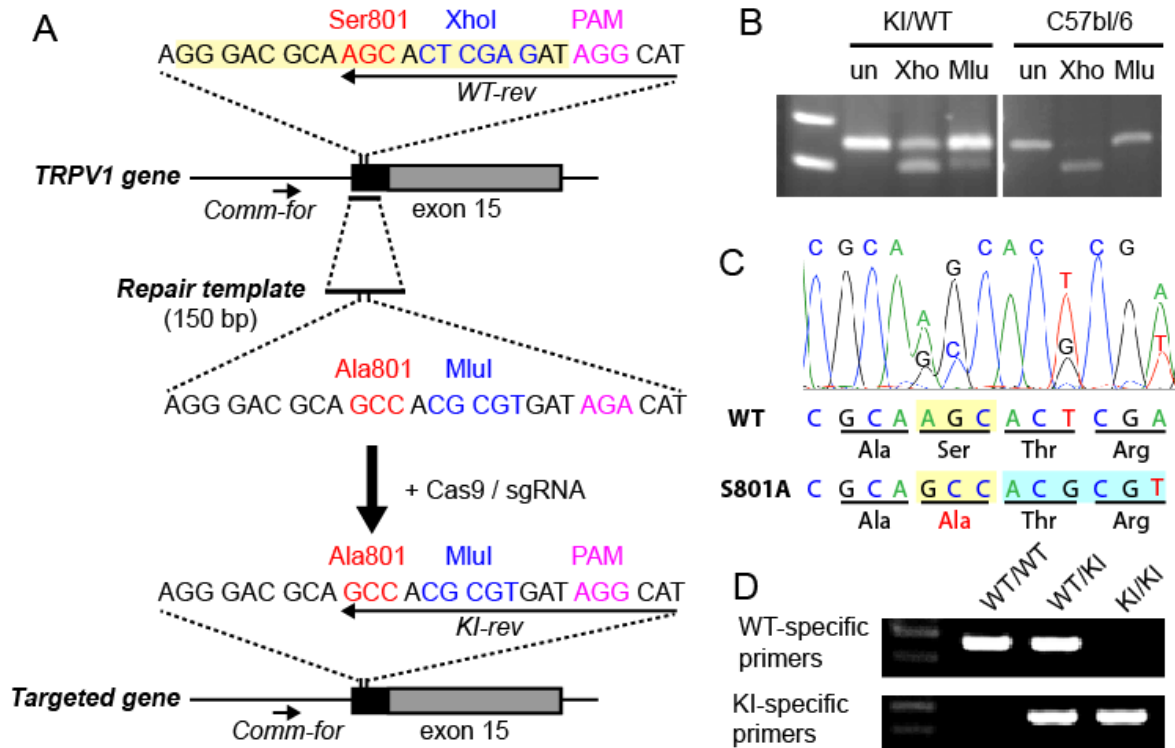 A
Ser801 XhoI PAM
AGG GAC GCA AGC ACT CGAG AT AGG CAT
WT-rev
TRPV1 gene
Comm-for
exon 15
Repair template
(150 bp)
Ala801 MluI
AGG GAC GCA GCC ACG CGTGAT AGA CAT
+ Cas9 / sgRNA
Ala801 MluI PAM
AGG GAC GCA GCC ACG CGTGAT AGG CAT
KI-rev
Targeted gene
Comm-for
exon 15
B
KI/WT C57bl/6
un Xho Mlu un Xho Mlu
C
C G C A A G C A C T C G A
G C G T
WT C G C A A G C A C T C G A
Ala Ser Thr Arg
S801A C G C A G C C A C G C G T
Ala Ala Thr Arg
D
WT/WT WT/KI KI/KI
WT-specific
primers
KI-specific
primers